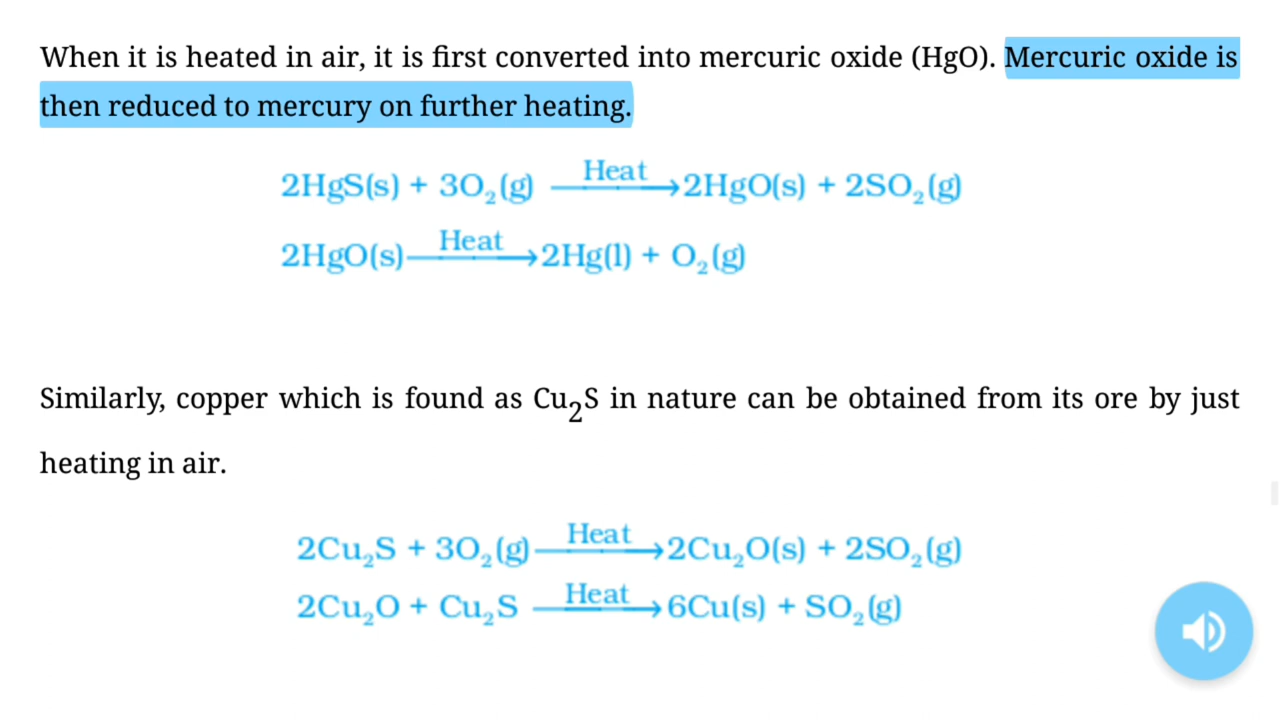 When it is heated in air, it is first converted into mercuric oxide (HgO). Mercuric oxide is
then reduced to mercury on further heating.
2HgS(s) + 3O₂(g) —Heat→ 2HgO(s) + 2SO₂(g)
2HgO(s) —Heat→ 2Hg(l) + O₂(g)
Similarly, copper which is found as Cu₂S in nature can be obtained from its ore by just
heating in air.
2Cu₂S + 3O₂(g) —Heat→ 2Cu₂O(s) + 2SO₂(g)
2Cu₂O + Cu₂S —Heat→ 6Cu(s) + SO₂(g)